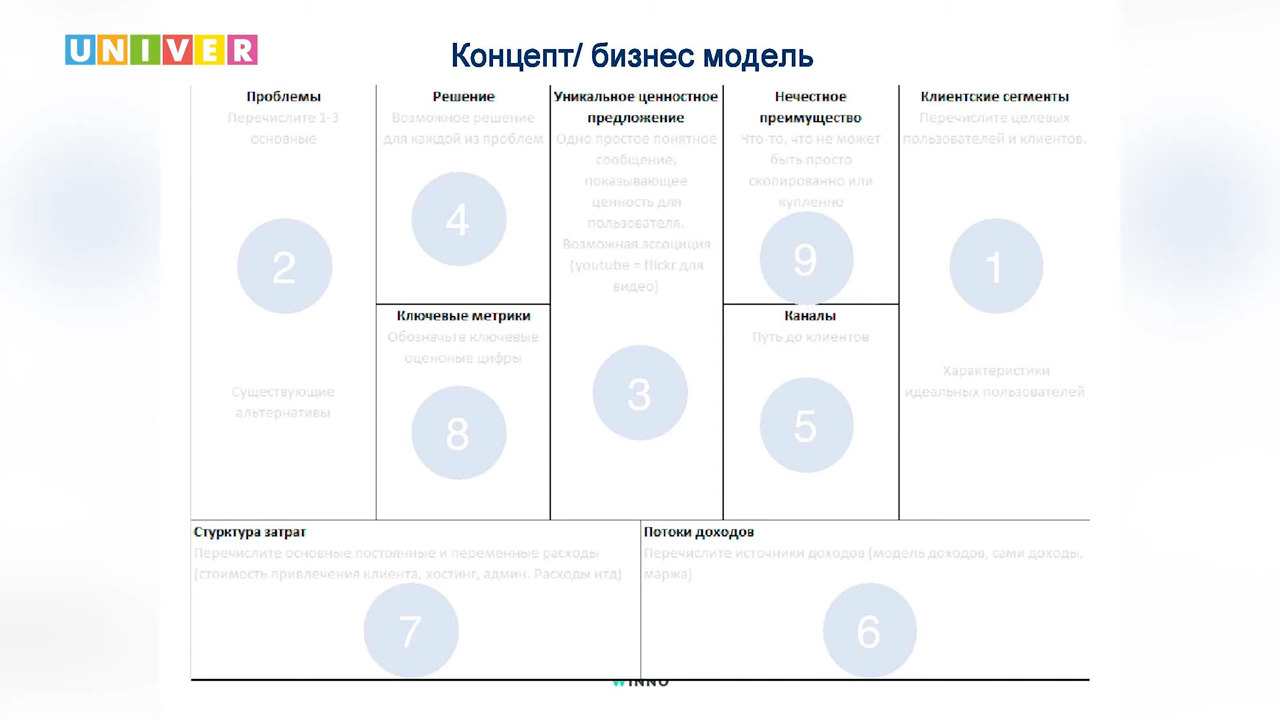 UNIVER
Концепт/ бизнес модель
Проблемы
Перечислите 1-3
основные
2
Существующие
альтернативы
Решение
Возможное решение
для каждой из проблем
4
Ключевые метрики
Обозначьте ключевые
оценоные цифры
8
Уникальное ценностное
предложение
Одно простое понятное
сообщение,
показывающее
ценность для
пользователя.
Возможная ассоциция
(youtube = flickr для
видео)
3
Нечестное
преимущество
Что-то, что не может
быть просто
скопированно или
купленно
9
Каналы
Путь до клиентов
5
Клиентские сегменты
Перечислите целевых
пользователей и клиентов.
1
Характеристики
идеальных пользователей
Стурктура затрат
Перечислите основные постоянные и переменные расходы
(стоимость привлечения клиента, хостинг, админ. Расходы итд)
7
Потоки доходов
Перечислите источники доходов (модель доходов, сами доходы,
маржа)
6
WINNO